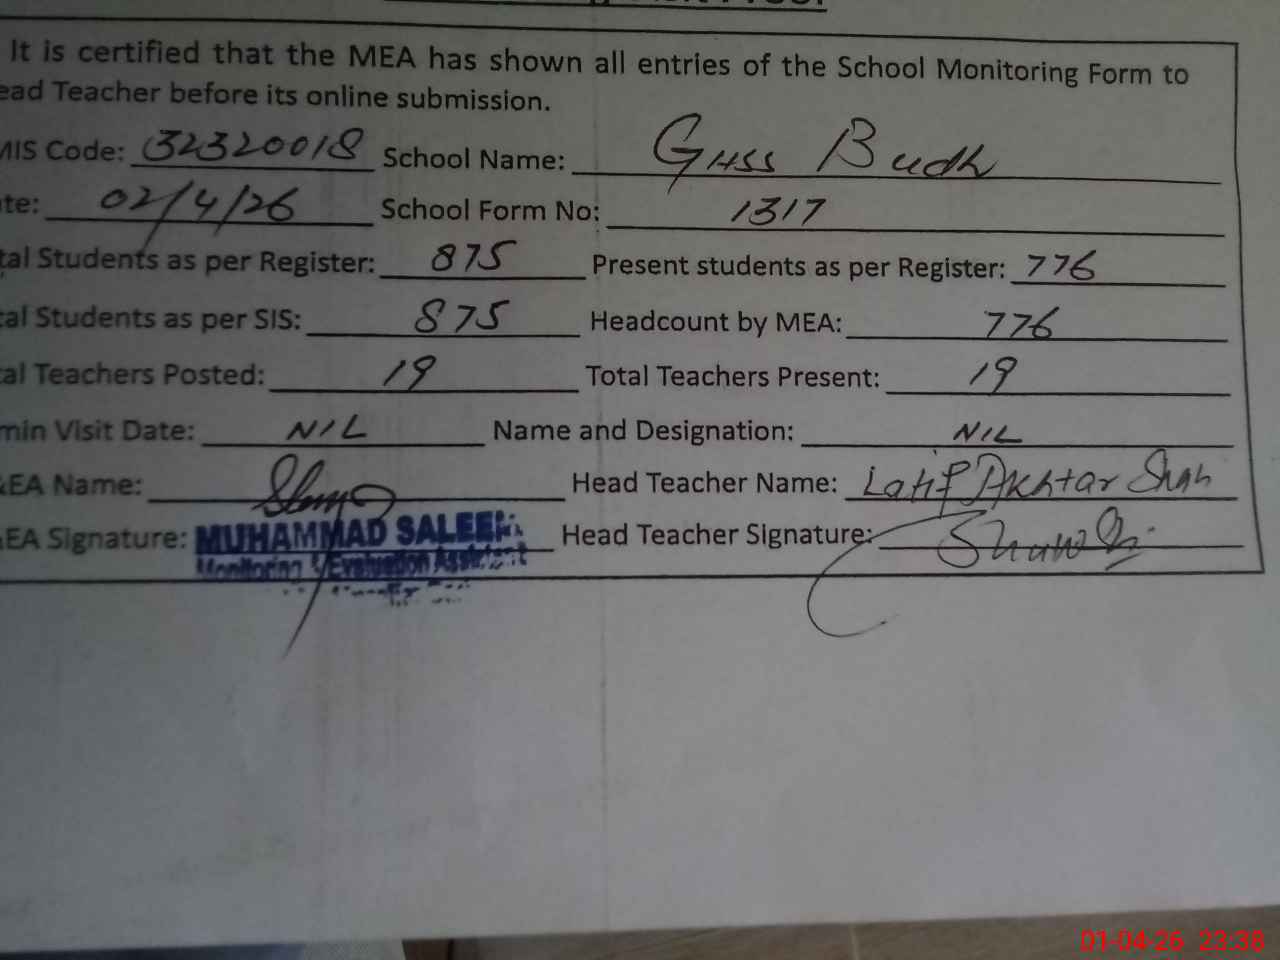 It is certified that the MEA has shown all entries of the School Monitoring Form to
ead Teacher before its online submission.
MIS Code: 32320018 School Name: GHSS Budh
te: 02/4/26 School Form No: 1317
tal Students as per Register: 875 Present students as per Register: 776
tal Students as per SIS: 875 Headcount by MEA: 776
al Teachers Posted: 19 Total Teachers Present: 19
min Visit Date: NIL Name and Designation: NIL
EA Name: Head Teacher Name: Latif Akhtar Shah
EA Signature: MUHAMMAD SALEEM Head Teacher Signature:
Monitoring & Evaluation Assistant
01-04-26 23:38